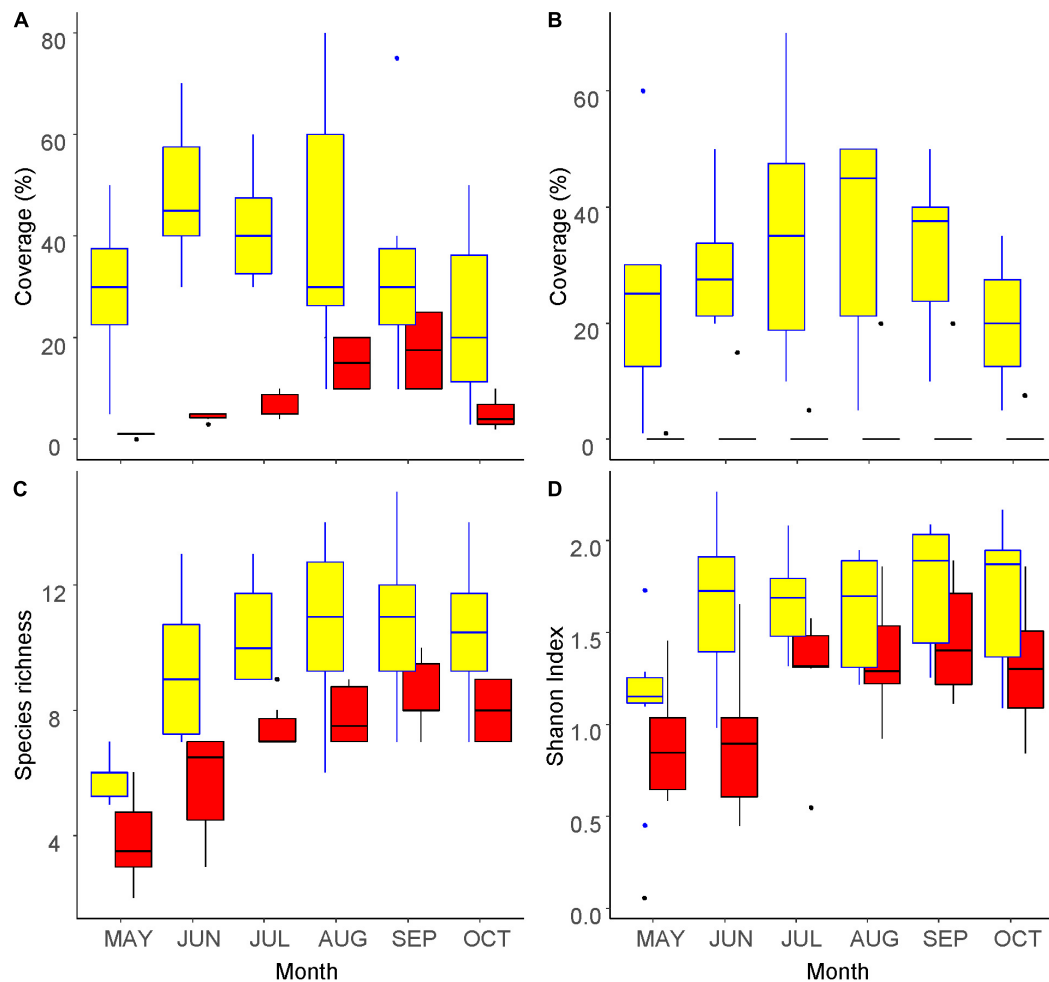 A
Coverage (%)
80
60
40
20
0
B
Coverage (%)
60
40
20
0
C
Species richness
12
8
4
MAY JUN JUL AUG SEP OCT
Month
D
Shanon Index
2.0
1.5
1.0
0.5
0.0
MAY JUN JUL AUG SEP OCT
Month